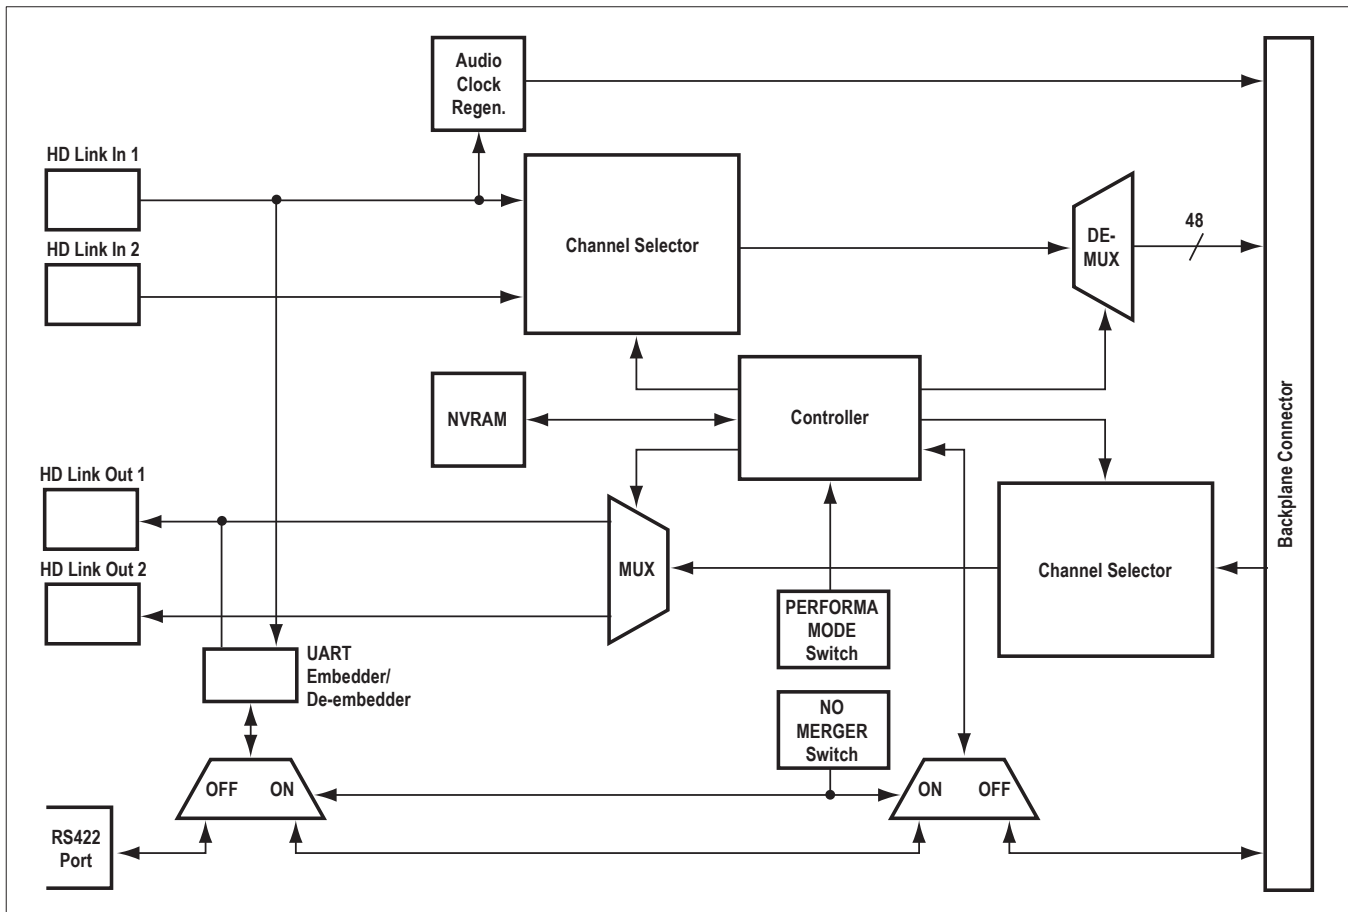 Audio
Clock
Regen.
HD Link In 1
HD Link In 2
Channel Selector
DE-
MUX
48
NVRAM
Controller
Backplane Connector
HD Link Out 1
HD Link Out 2
MUX
Channel Selector
PERFORMA
MODE
Switch
UART
Embedder/
De-embedder
NO
MERGER
Switch
OFF ON
ON OFF
RS422
Port